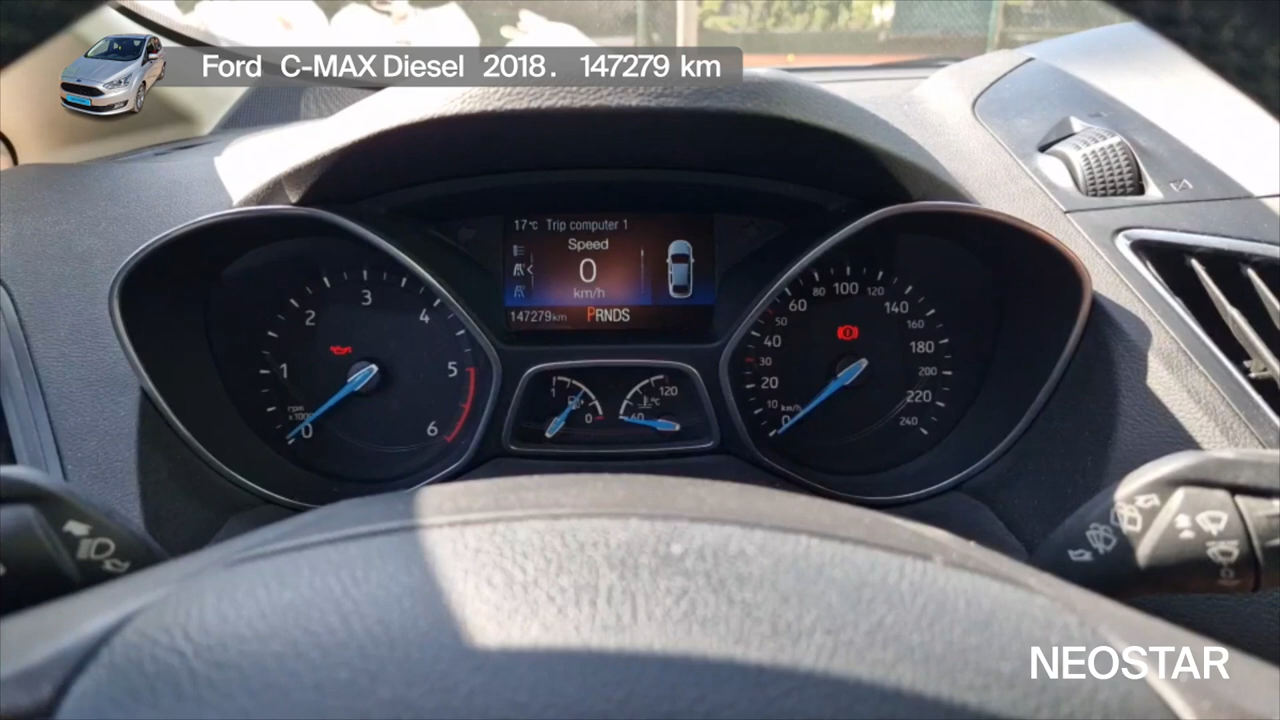 Ford C-MAX Diesel 2018. 147279 km
17°C Trip computer 1
Speed
0
km/h
147279km PRNDS
0 1 2 3 4 5 6
rpm
x1000
1 0
60 120
°C
0 10 20 30 40 50 60 80 100 120 140 160 180 200 220 240
km/h
NEOSTAR